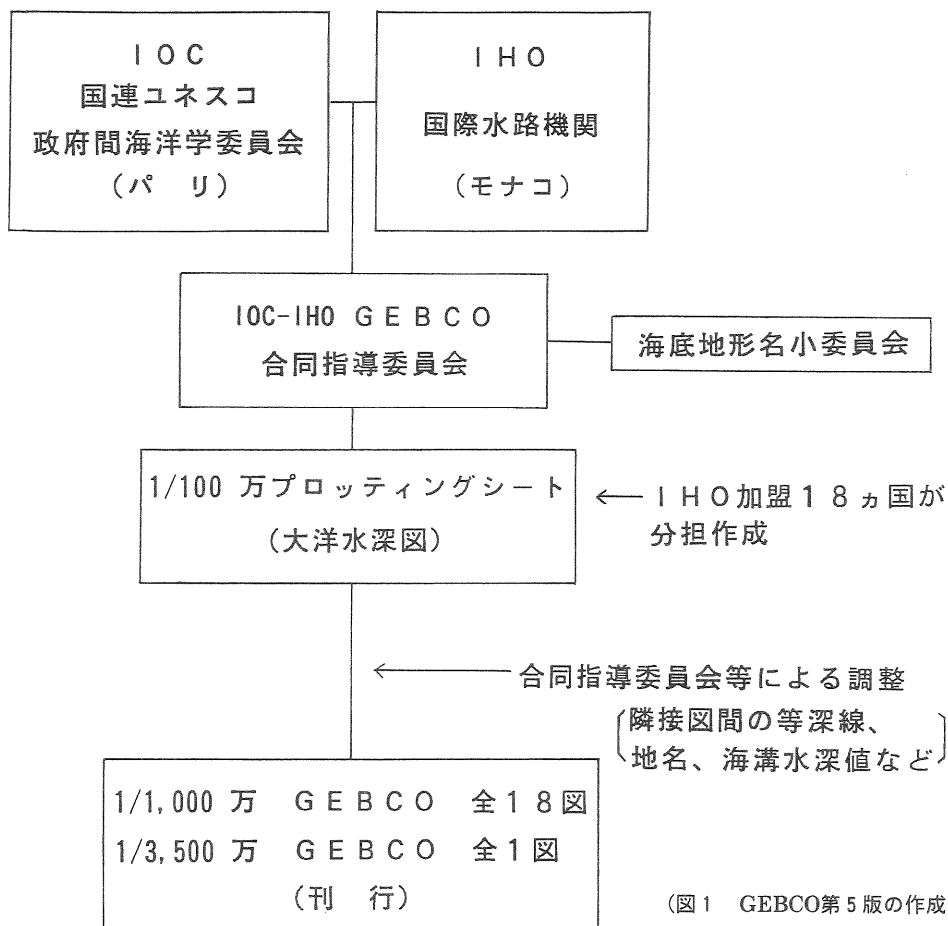 IOC
国連ユネスコ
政府間海洋学委員会
（パ リ）
IHO
国際水路機関
（モナコ）
IOC-IHO GEBCO
合同指導委員会
海底地形名小委員会
1/100 万プロッティングシート
（大洋水深図）
← IHO加盟18ヵ国が
分担作成
← 合同指導委員会等による調整
隣接図間の等深線、
地名、海溝水深値など
1/1,000 万 GEBCO 全18図
1/3,500 万 GEBCO 全1図
（刊 行）
（図1 GEBCO第5版の作成